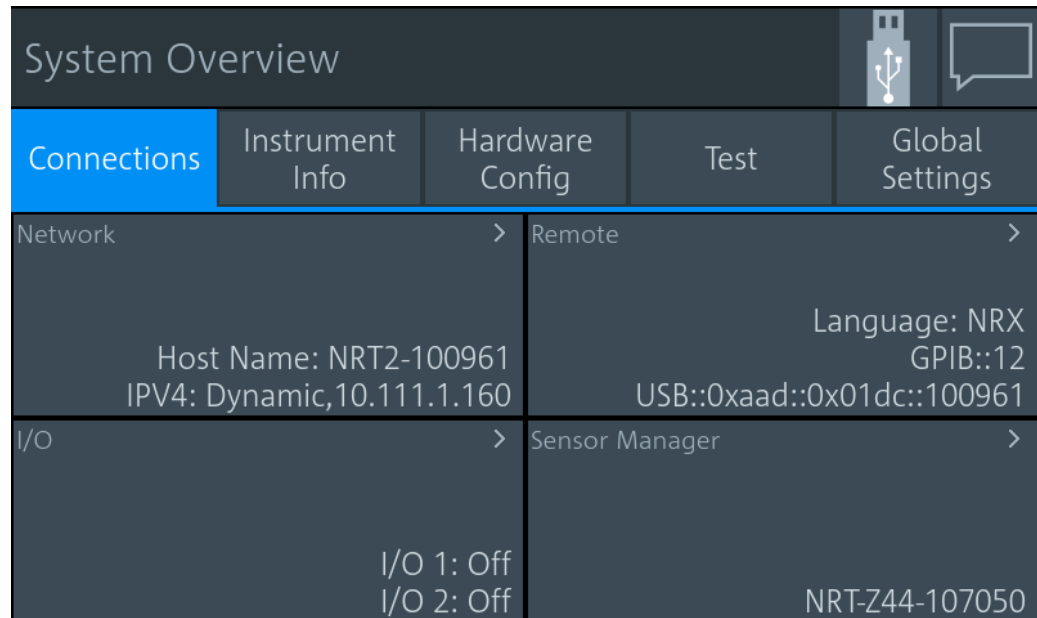 System Overview
Connections
Instrument
Info
Hardware
Config
Test
Global
Settings
Network
Host Name: NRT2-100961
IPV4: Dynamic,10.111.1.160
Remote
Language: NRX
GPIB::12
USB::0xaad::0x01dc::100961
I/O
I/O 1: Off
I/O 2: Off
Sensor Manager
NRT-Z44-107050